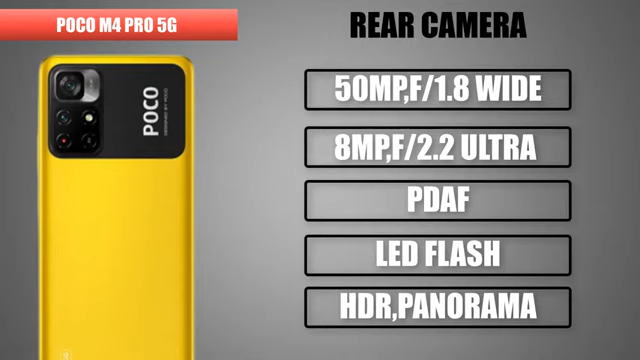 POCO M4 PRO 5G
REAR CAMERA
50MP,F/1.8 WIDE
8MP,F/2.2 ULTRA
PDAF
LED FLASH
HDR,PANORAMA
POCO